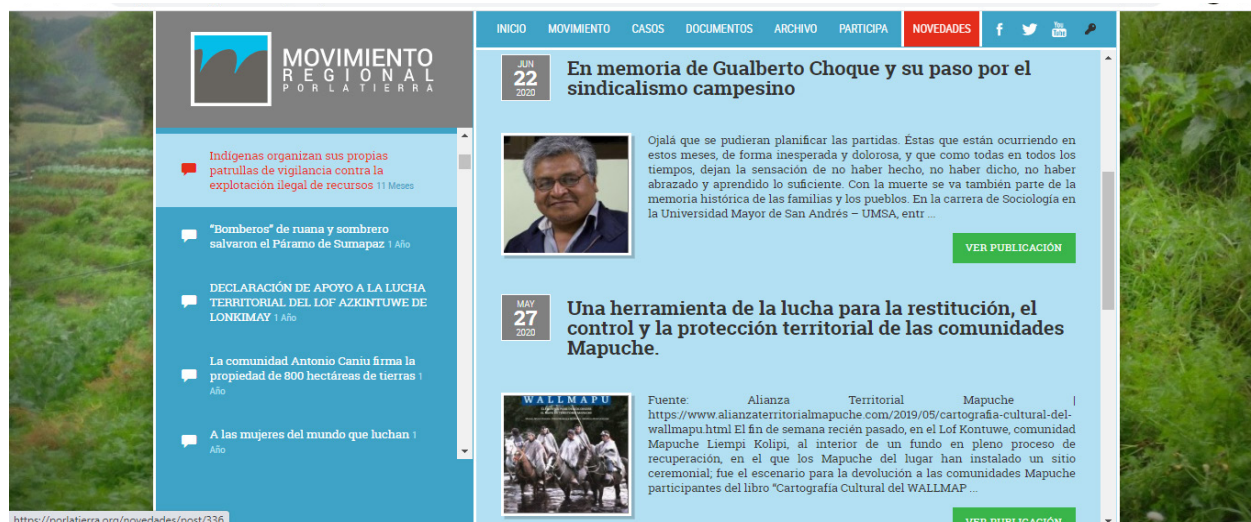 MOVIMIENTO
REGIONAL
PORLATIERRA
INICIO MOVIMIENTO CASOS DOCUMENTOS ARCHIVO PARTICIPA NOVEDADES f You Tube
Indígenas organizan sus propias
patrullas de vigilancia contra la
explotación ilegal de recursos 11 Meses
"Bomberos" de ruana y sombrero
salvaron el Páramo de Sumapaz 1 Año
DECLARACIÓN DE APOYO A LA LUCHA
TERRITORIAL DEL LOF AZKINTUWE DE
LONKIMAY 1 Año
La comunidad Antonio Caniu firma la
propiedad de 800 hectáreas de tierras 1
Año
A las mujeres del mundo que luchan 1
Año
JUN
22
2020
En memoria de Gualberto Choque y su paso por el
sindicalismo campesino
Ojalá que se pudieran planificar las partidas. Éstas que están ocurriendo en
estos meses, de forma inesperada y dolorosa, y que como todas en todos los
tiempos, dejan la sensación de no haber hecho, no haber dicho, no haber
abrazado y aprendido lo suficiente. Con la muerte se va también parte de la
memoria histórica de las familias y los pueblos. En la carrera de Sociología en
la Universidad Mayor de San Andrés – UMSA, entr ...
VER PUBLICACIÓN
MAY
27
2020
Una herramienta de la lucha para la restitución, el
control y la protección territorial de las comunidades
Mapuche.
WALLMAPU
Fuente: Alianza Territorial Mapuche |
https://www.alianzaterritorialmapuche.com/2019/05/cartografia-cultural-del-
wallmapu.html El fin de semana recién pasado, en el Lof Kontuwe, comunidad
Mapuche Liempi Kolipi, al interior de un fundo en pleno proceso de
recuperación, en el que los Mapuche del lugar han instalado un sitio
ceremonial; fue el escenario para la devolución a las comunidades Mapuche
participantes del libro "Cartografía Cultural del WALLMAP ...
VER PUBLICACIÓN
https://porlatierra.org/novedades/post/336